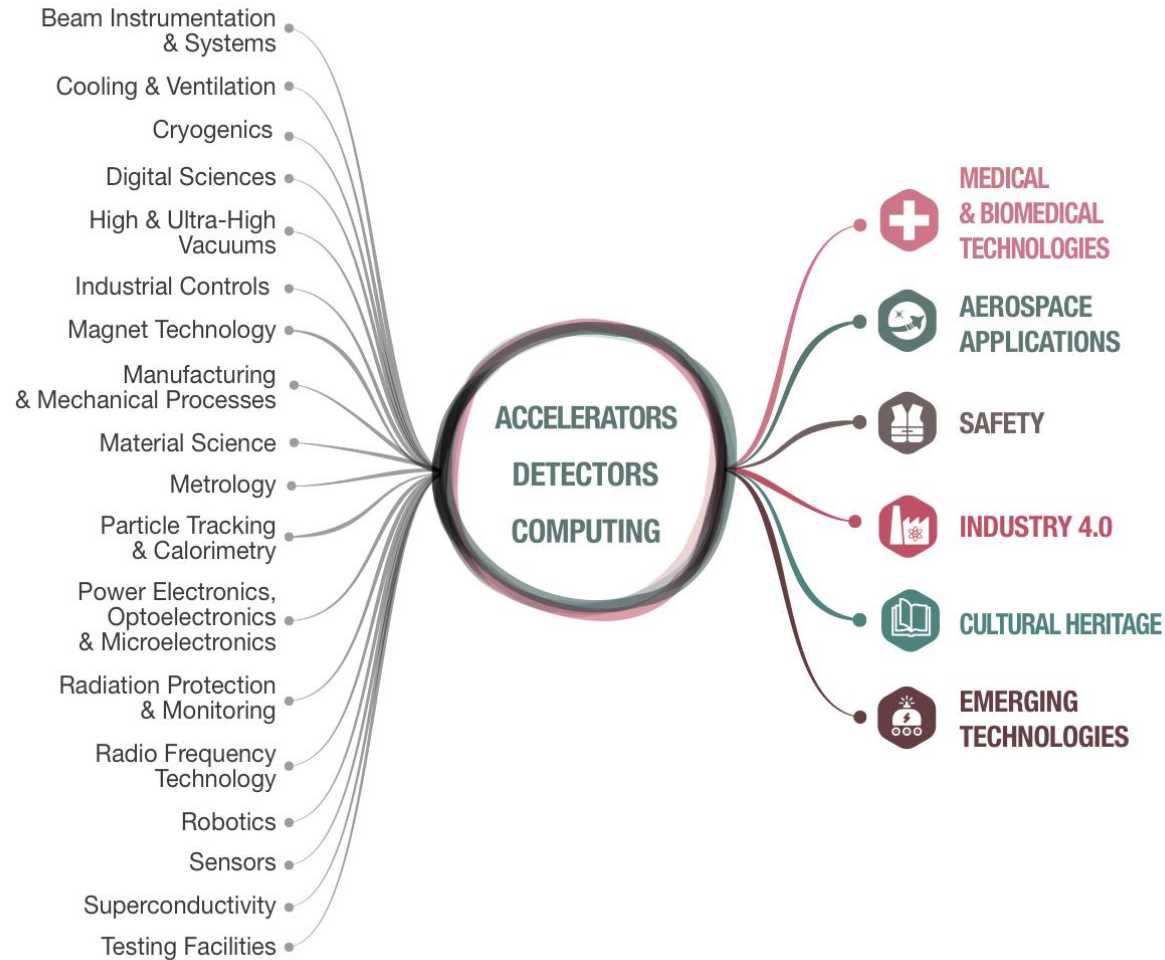 Beam Instrumentation
& Systems
Cooling & Ventilation
Cryogenics
Digital Sciences
High & Ultra-High
Vacuums
Industrial Controls
Magnet Technology
Manufacturing
& Mechanical Processes
Material Science
Metrology
Particle Tracking
& Calorimetry
Power Electronics,
Optoelectronics
& Microelectronics
Radiation Protection
& Monitoring
Radio Frequency
Technology
Robotics
Sensors
Superconductivity
Testing Facilities
ACCELERATORS
DETECTORS
COMPUTING
MEDICAL
& BIOMEDICAL
TECHNOLOGIES
AEROSPACE
APPLICATIONS
SAFETY
INDUSTRY 4.0
CULTURAL HERITAGE
EMERGING
TECHNOLOGIES